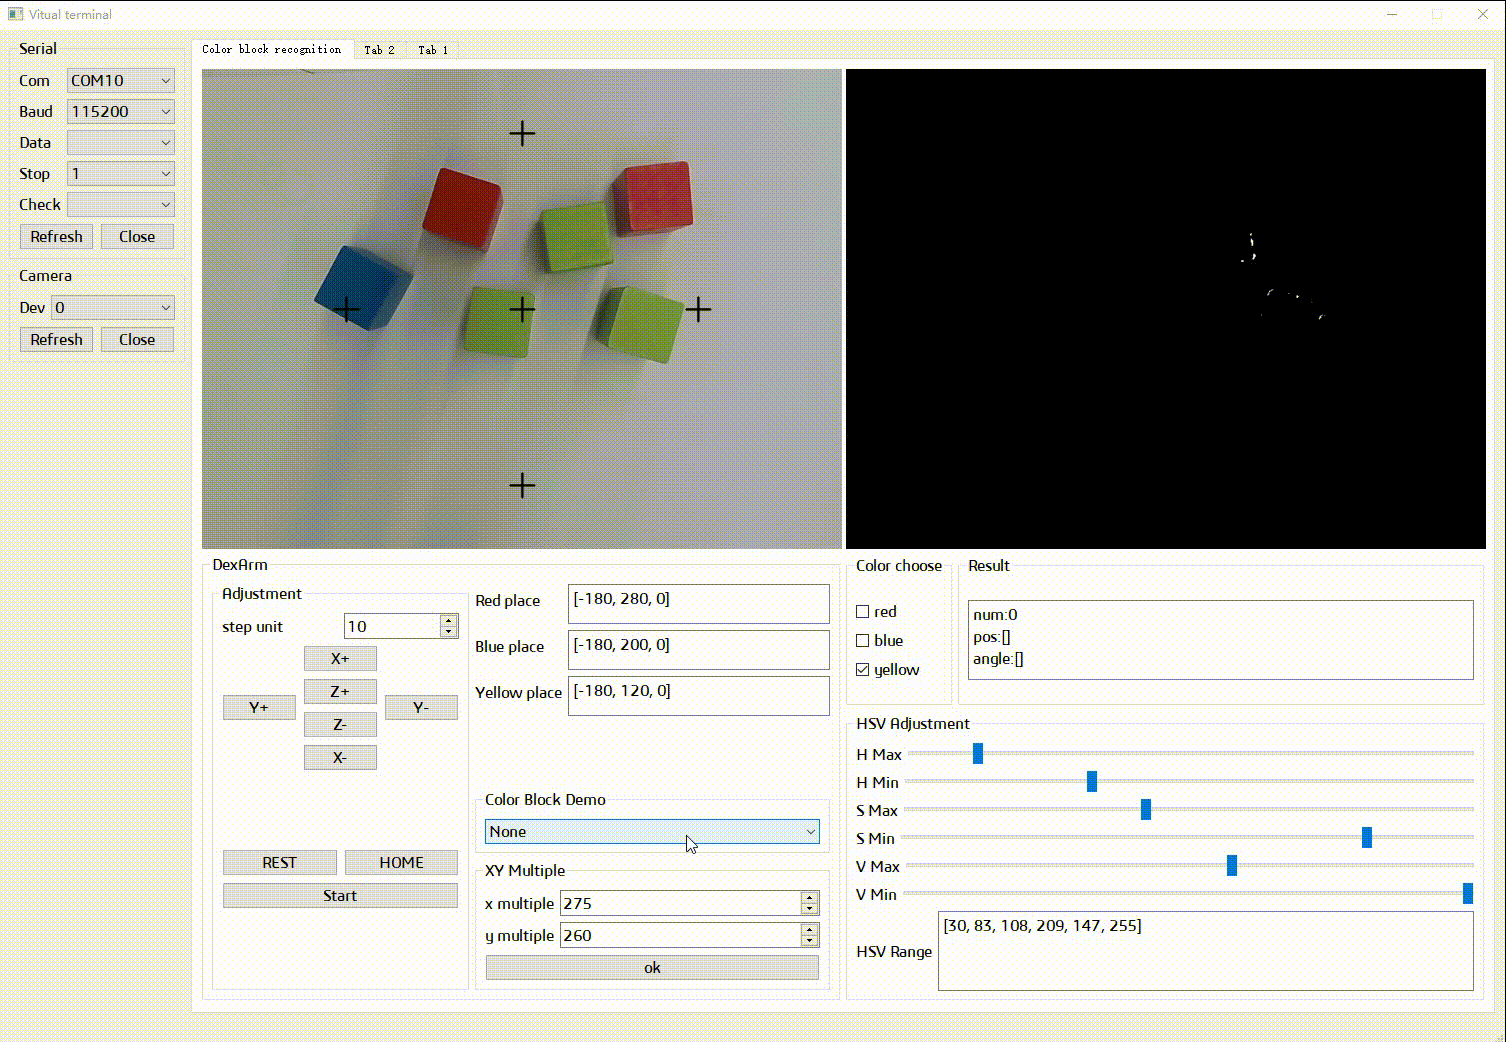 Vitual terminal
Serial
Com COM10
Baud 115200
Data
Stop 1
Check
Refresh Close
Camera
Dev 0
Refresh Close
Color block recognition Tab 2 Tab 1
DexArm
Adjustment
step unit 10
X+
Z+
Y+ Y-
Z-
X-
REST HOME
Start
Red place [-180, 280, 0]
Blue place [-180, 200, 0]
Yellow place [-180, 120, 0]
Color Block Demo
None
XY Multiple
x multiple 275
y multiple 260
ok
Color choose
red
blue
yellow
Result
num:0
pos:[]
angle:[]
HSV Adjustment
H Max
H Min
S Max
S Min
V Max
V Min
HSV Range [30, 83, 108, 209, 147, 255]